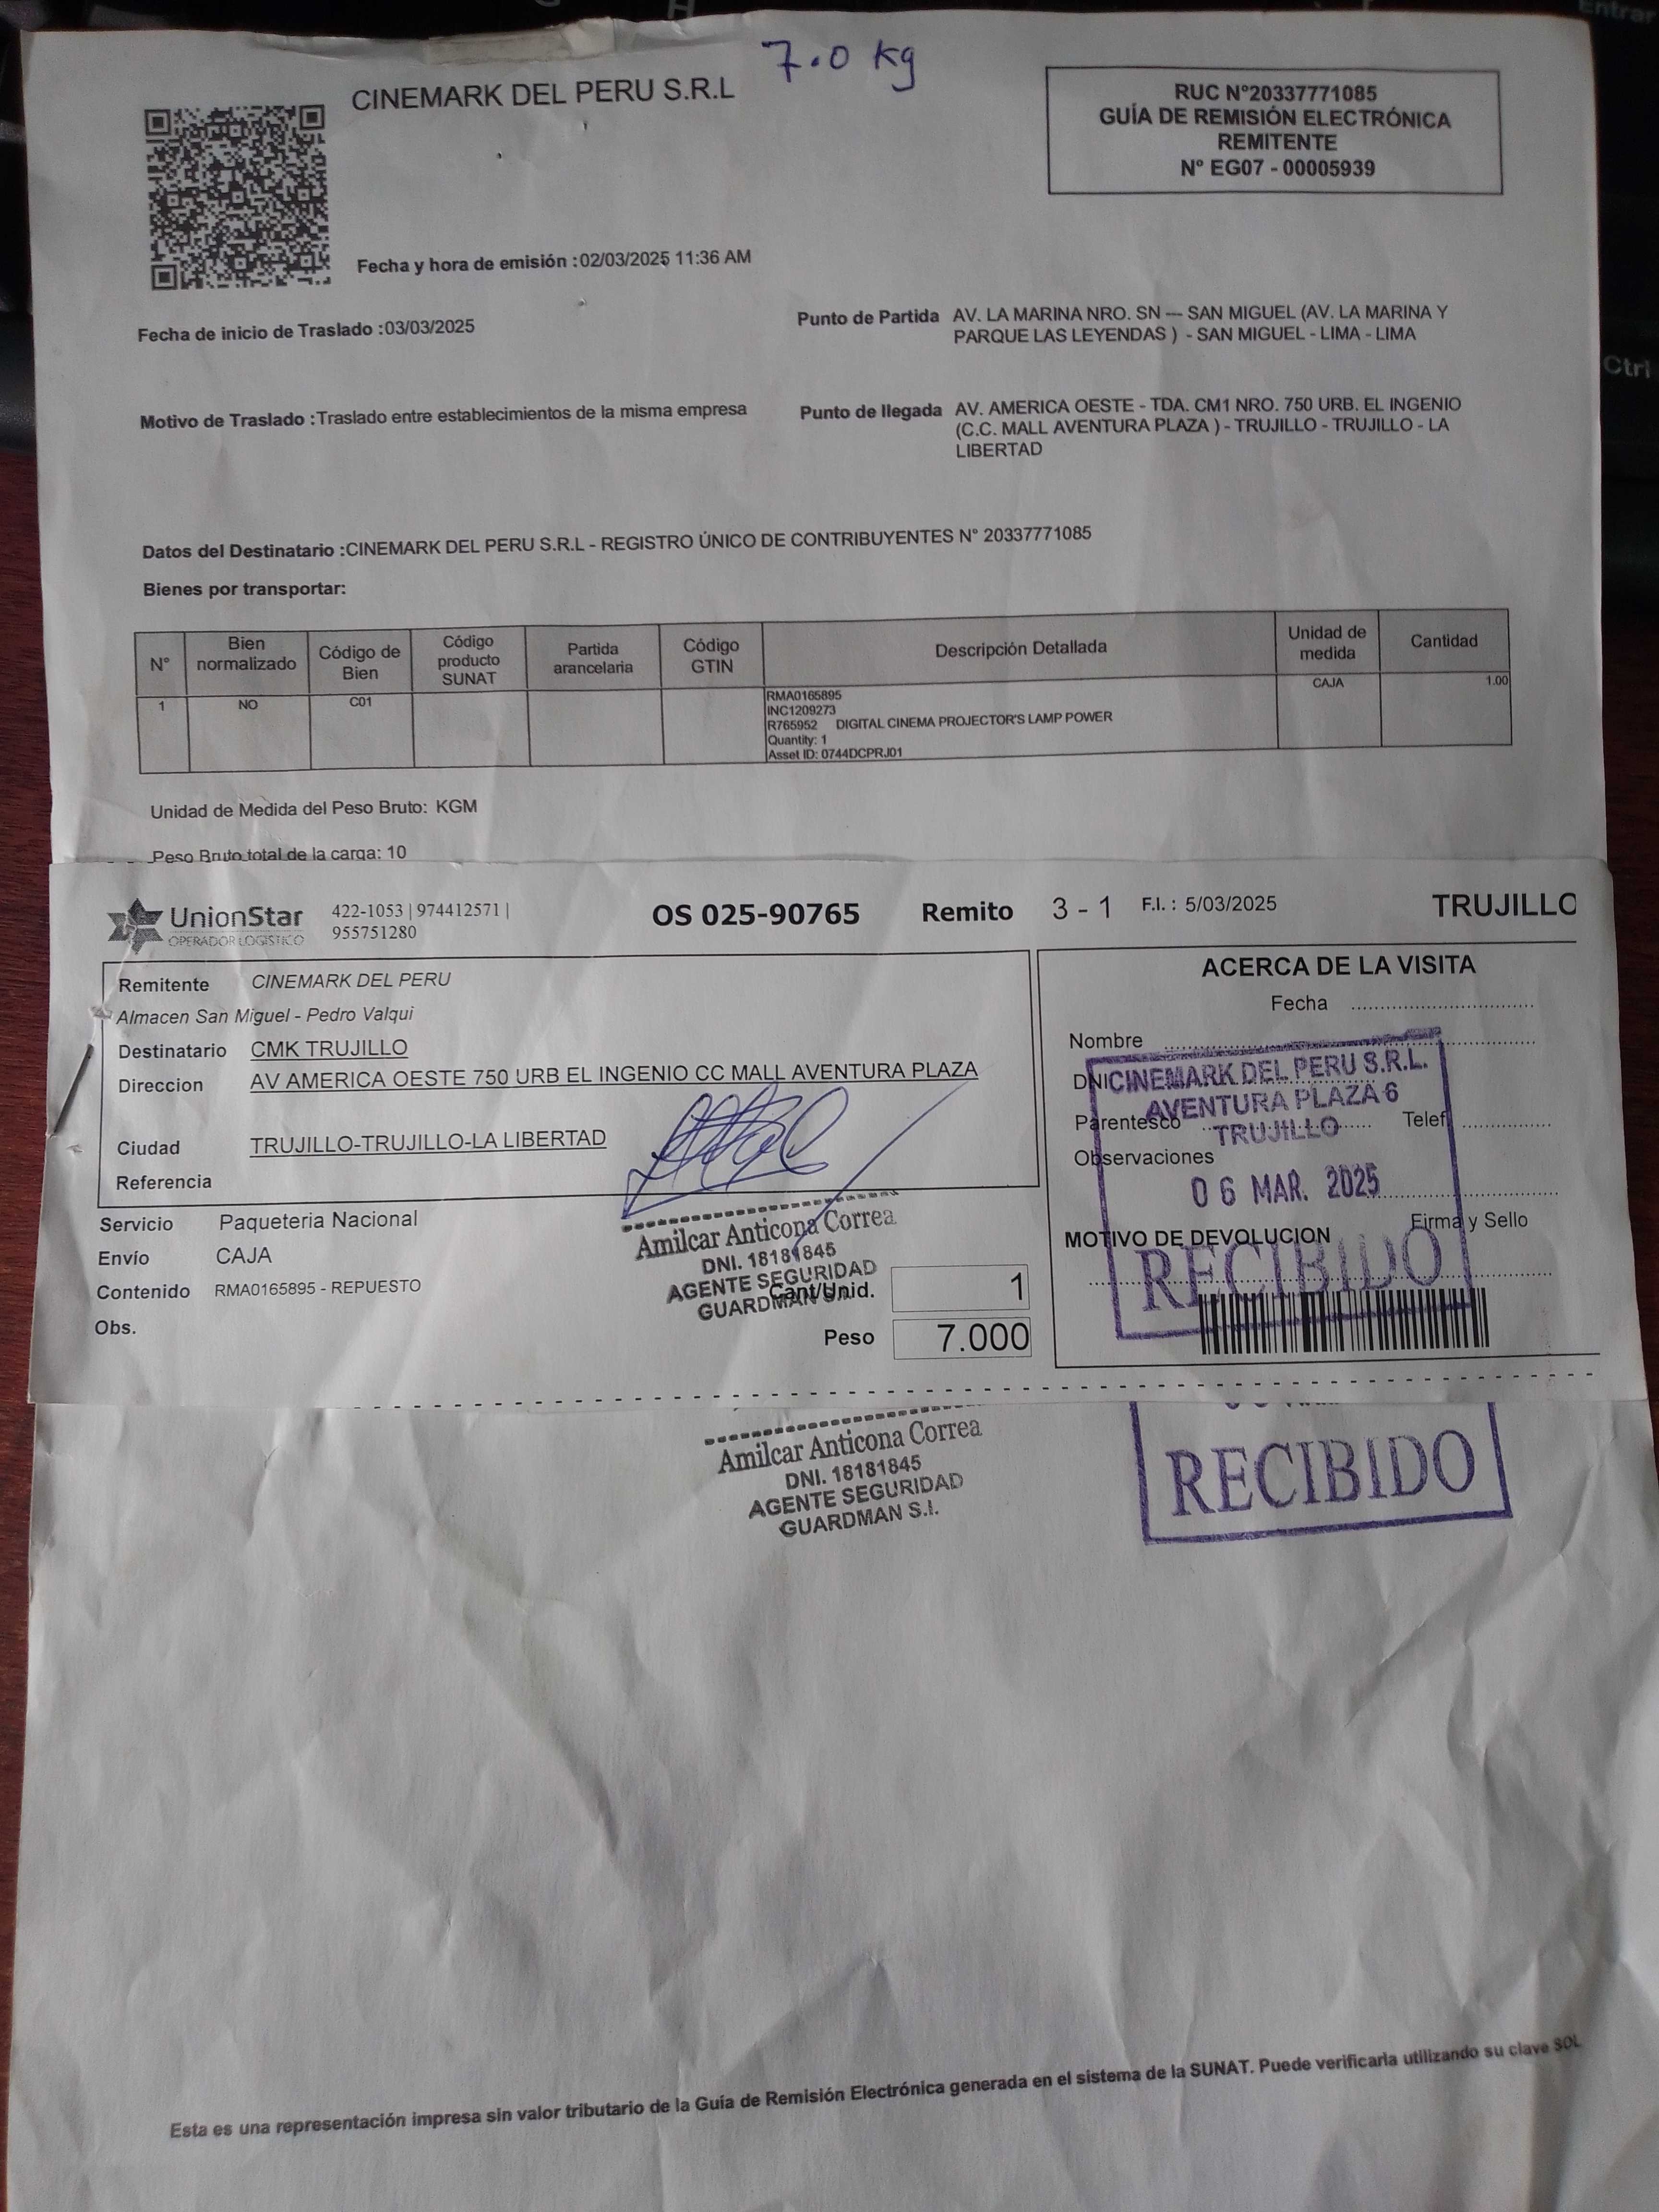 7.0 kg
CINEMARK DEL PERU S.R.L
RUC N°20337771085
GUÍA DE REMISIÓN ELECTRÓNICA
REMITENTE
N° EG07 - 00005939
Fecha y hora de emisión :02/03/2025 11:36 AM
Fecha de inicio de Traslado :03/03/2025
Punto de Partida AV. LA MARINA NRO. SN --- SAN MIGUEL (AV. LA MARINA Y
PARQUE LAS LEYENDAS ) - SAN MIGUEL - LIMA - LIMA
Motivo de Traslado :Traslado entre establecimientos de la misma empresa
Punto de llegada AV. AMERICA OESTE - TDA. CM1 NRO. 750 URB. EL INGENIO
(C.C. MALL AVENTURA PLAZA ) - TRUJILLO - TRUJILLO - LA
LIBERTAD
Datos del Destinatario :CINEMARK DEL PERU S.R.L - REGISTRO ÚNICO DE CONTRIBUYENTES N° 20337771085
Bienes por transportar:
N° Bien normalizado Código de Bien Código producto SUNAT Partida arancelaria Código GTIN Descripción Detallada Unidad de medida Cantidad
1 NO C01 RMA0165895 CAJA 1.00
INC1209273
R765952 DIGITAL CINEMA PROJECTOR'S LAMP POWER
Quantity: 1
Asset ID: 0744DCPRJ01
Unidad de Medida del Peso Bruto: KGM
Peso Bruto total de la carga: 10
UnionStar
OPERADOR LOGÍSTICO
422-1053 | 974412571 |
955751280
OS 025-90765 Remito 3 - 1 F.I. : 5/03/2025 TRUJILLO
Remitente CINEMARK DEL PERU
Almacen San Miguel - Pedro Valqui
Destinatario CMK TRUJILLO
Direccion AV AMERICA OESTE 750 URB EL INGENIO CC MALL AVENTURA PLAZA
Ciudad TRUJILLO-TRUJILLO-LA LIBERTAD
Referencia
Servicio Paqueteria Nacional
Envío CAJA
Contenido RMA0165895 - REPUESTO
Obs.
Amilcar Anticona Correa
DNI. 18181845
AGENTE SEGURIDAD
GUARDMAN S.I.
Cant/Unid. 1
Peso 7.000
ACERCA DE LA VISITA
Fecha
Nombre
DNI
Parentesco Telef
Observaciones
Firma y Sello
MOTIVO DE DEVOLUCION
CINEMARK DEL PERU S.R.L.
AVENTURA PLAZA 6
TRUJILLO
06 MAR. 2025
RECIBIDO
Amilcar Anticona Correa
DNI. 18181845
AGENTE SEGURIDAD
GUARDMAN S.I.
RECIBIDO
Esta es una representación impresa sin valor tributario de la Guía de Remisión Electrónica generada en el sistema de la SUNAT. Puede verificarla utilizando su clave SOL
Entrar
Ctrl